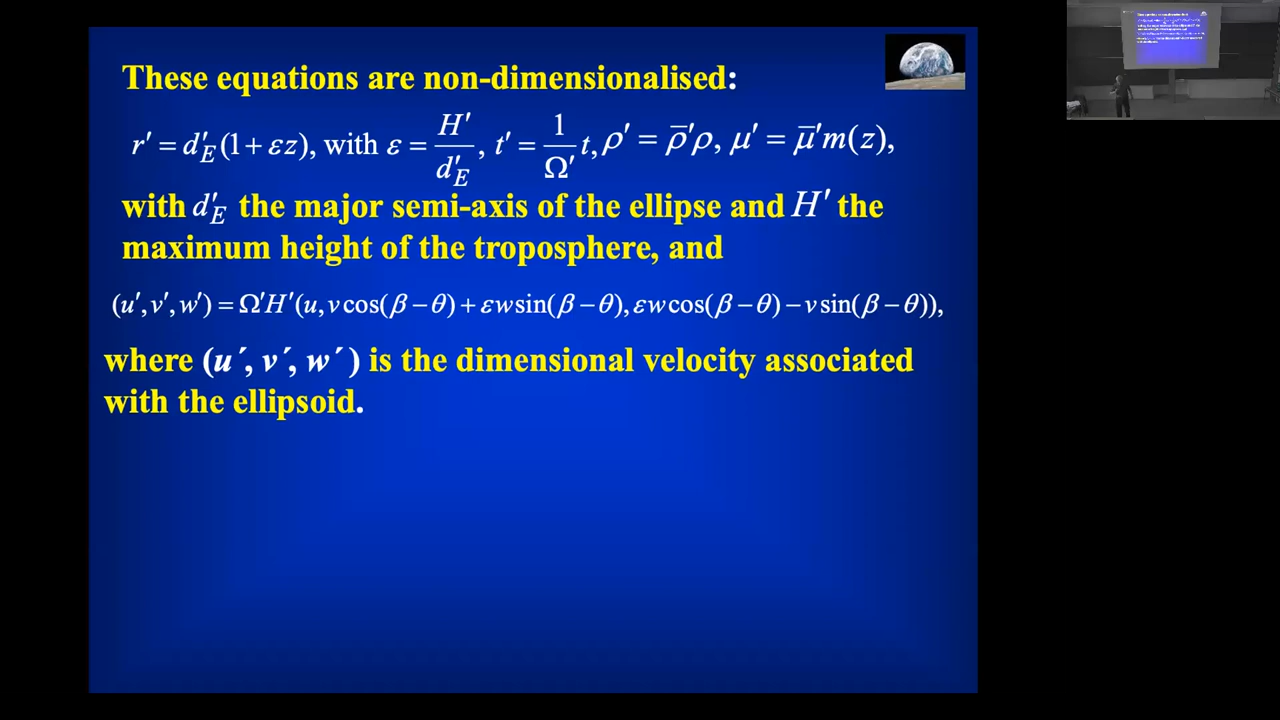 These equations are non-dimensionalised:
r′ = d′_E(1 + εz), with ε = H′/d′_E, t′ = 1/Ω′ t, ρ′ = ρ̄′ρ, μ′ = μ̄′m(z),
with d′_E the major semi-axis of the ellipse and H′ the
maximum height of the troposphere, and
(u′, v′, w′) = Ω′H′(u, v cos(β − θ) + εw sin(β − θ), εw cos(β − θ) − v sin(β − θ)),
where (u´, v´, w´ ) is the dimensional velocity associated
with the ellipsoid.